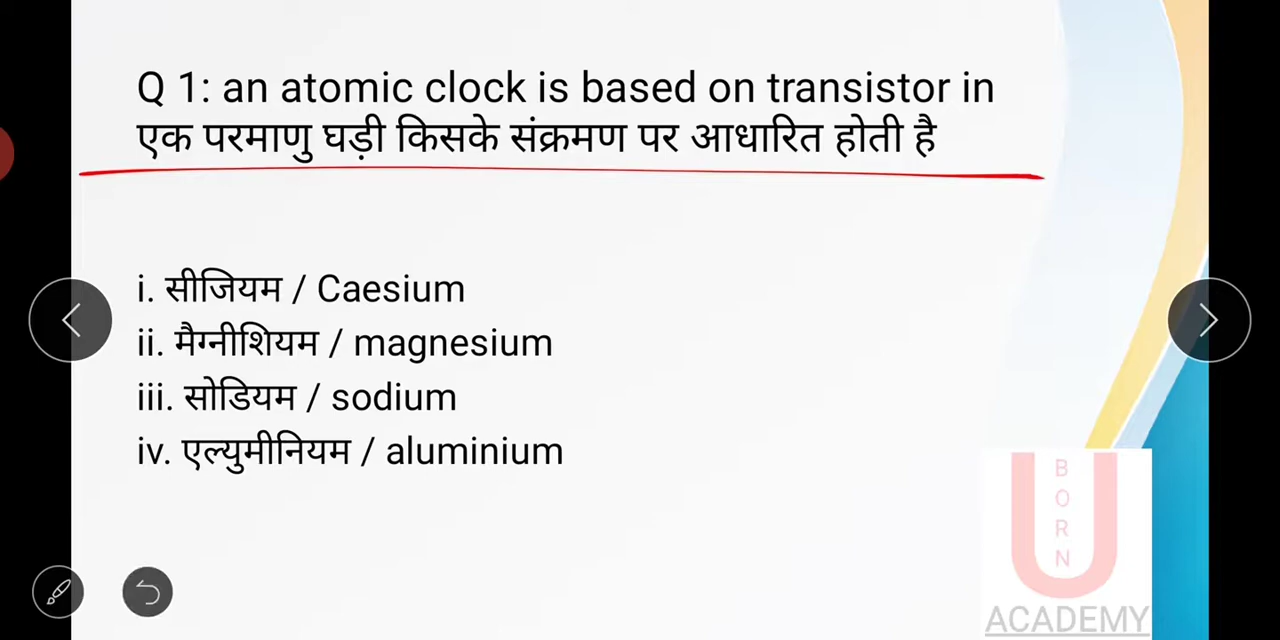 Q 1: an atomic clock is based on transistor in
एक परमाणु घड़ी किसके संक्रमण पर आधारित होती है
i. सीजियम / Caesium
ii. मैग्नीशियम / magnesium
iii. सोडियम / sodium
iv. एल्युमीनियम / aluminium
U
BORN
ACADEMY